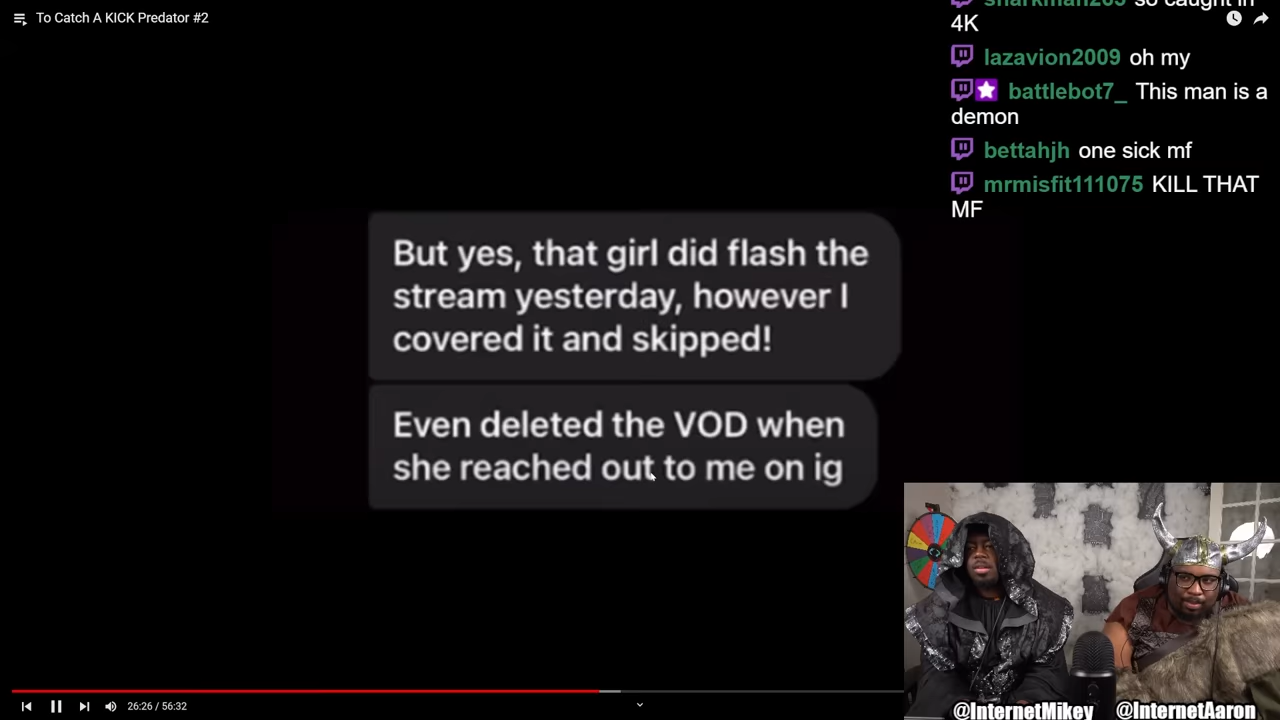 To Catch A KICK Predator #2
so caught in
4K
lazavion2009 oh my
battlebot7_ This man is a
demon
bettahjh one sick mf
mrmisfit111075 KILL THAT
MF
But yes, that girl did flash the
stream yesterday, however I
covered it and skipped!
Even deleted the VOD when
she reached out to me on ig
26:26 / 56:32
@InternetMikey
@InternetAaron